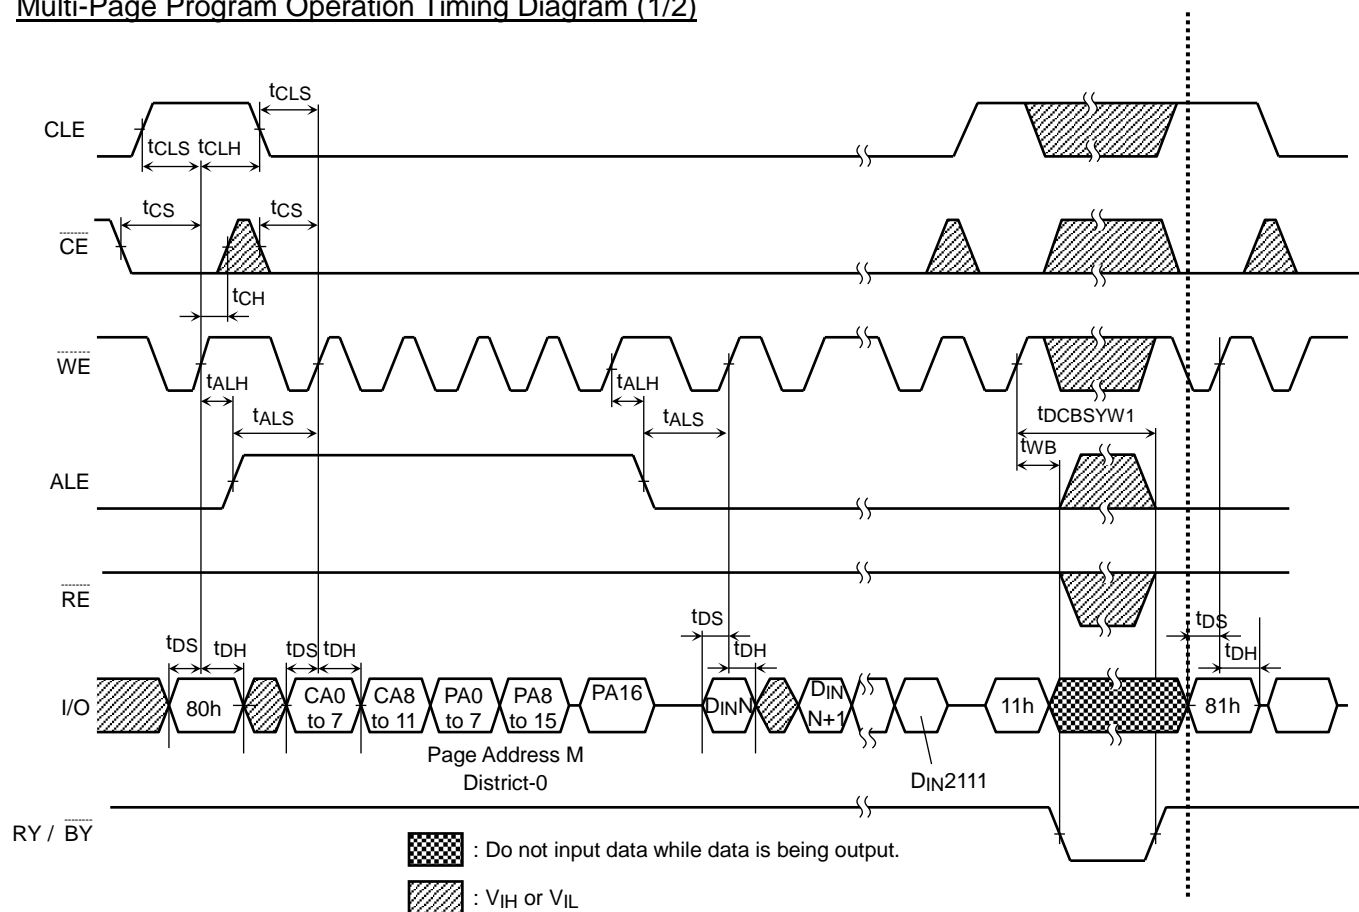 Multi-Page Program Operation Timing Diagram (1/2)
tCLS
CLE
tCLS tCLH
tCS tCS
CE
tCH
WE
tALH tALH
tALS tALS tDCBSYW1
tWB
ALE
RE
tDS tDS
tDS tDH tDS tDH tDH tDH
I/O 80h CA0 to 7 CA8 to 11 PA0 to 7 PA8 to 15 PA16 DINN DIN N+1 11h 81h
Page Address M
District-0
DIN2111
RY / BY
: Do not input data while data is being output.
: VIH or VIL